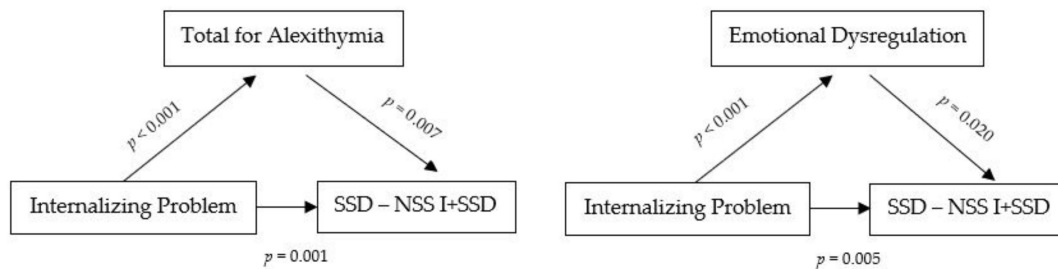 Total for Alexithymia
p < 0.001
p = 0.007
Internalizing Problem
SSD – NSS I+SSD
p = 0.001
Emotional Dysregulation
p < 0.001
p = 0.020
Internalizing Problem
SSD – NSS I+SSD
p = 0.005